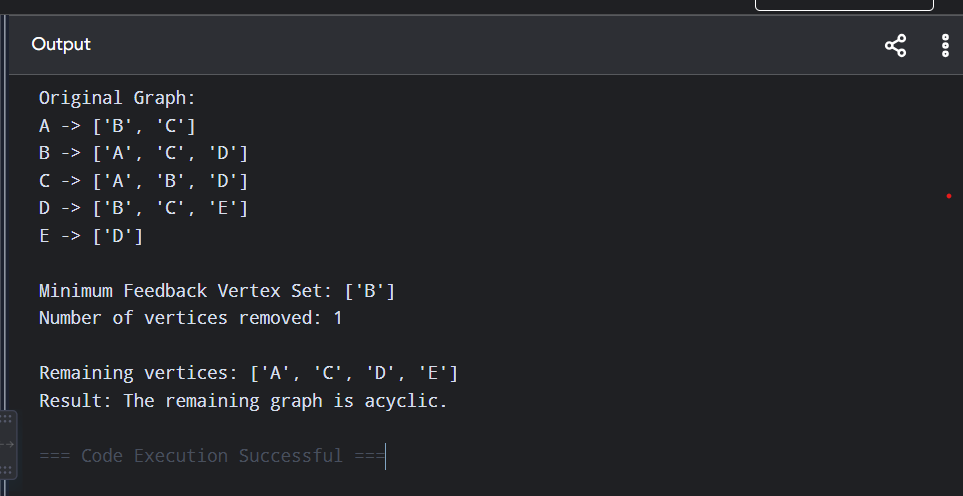 Output
Original Graph:
A -> ['B', 'C']
B -> ['A', 'C', 'D']
C -> ['A', 'B', 'D']
D -> ['B', 'C', 'E']
E -> ['D']
Minimum Feedback Vertex Set: ['B']
Number of vertices removed: 1
Remaining vertices: ['A', 'C', 'D', 'E']
Result: The remaining graph is acyclic.
=== Code Execution Successful ===